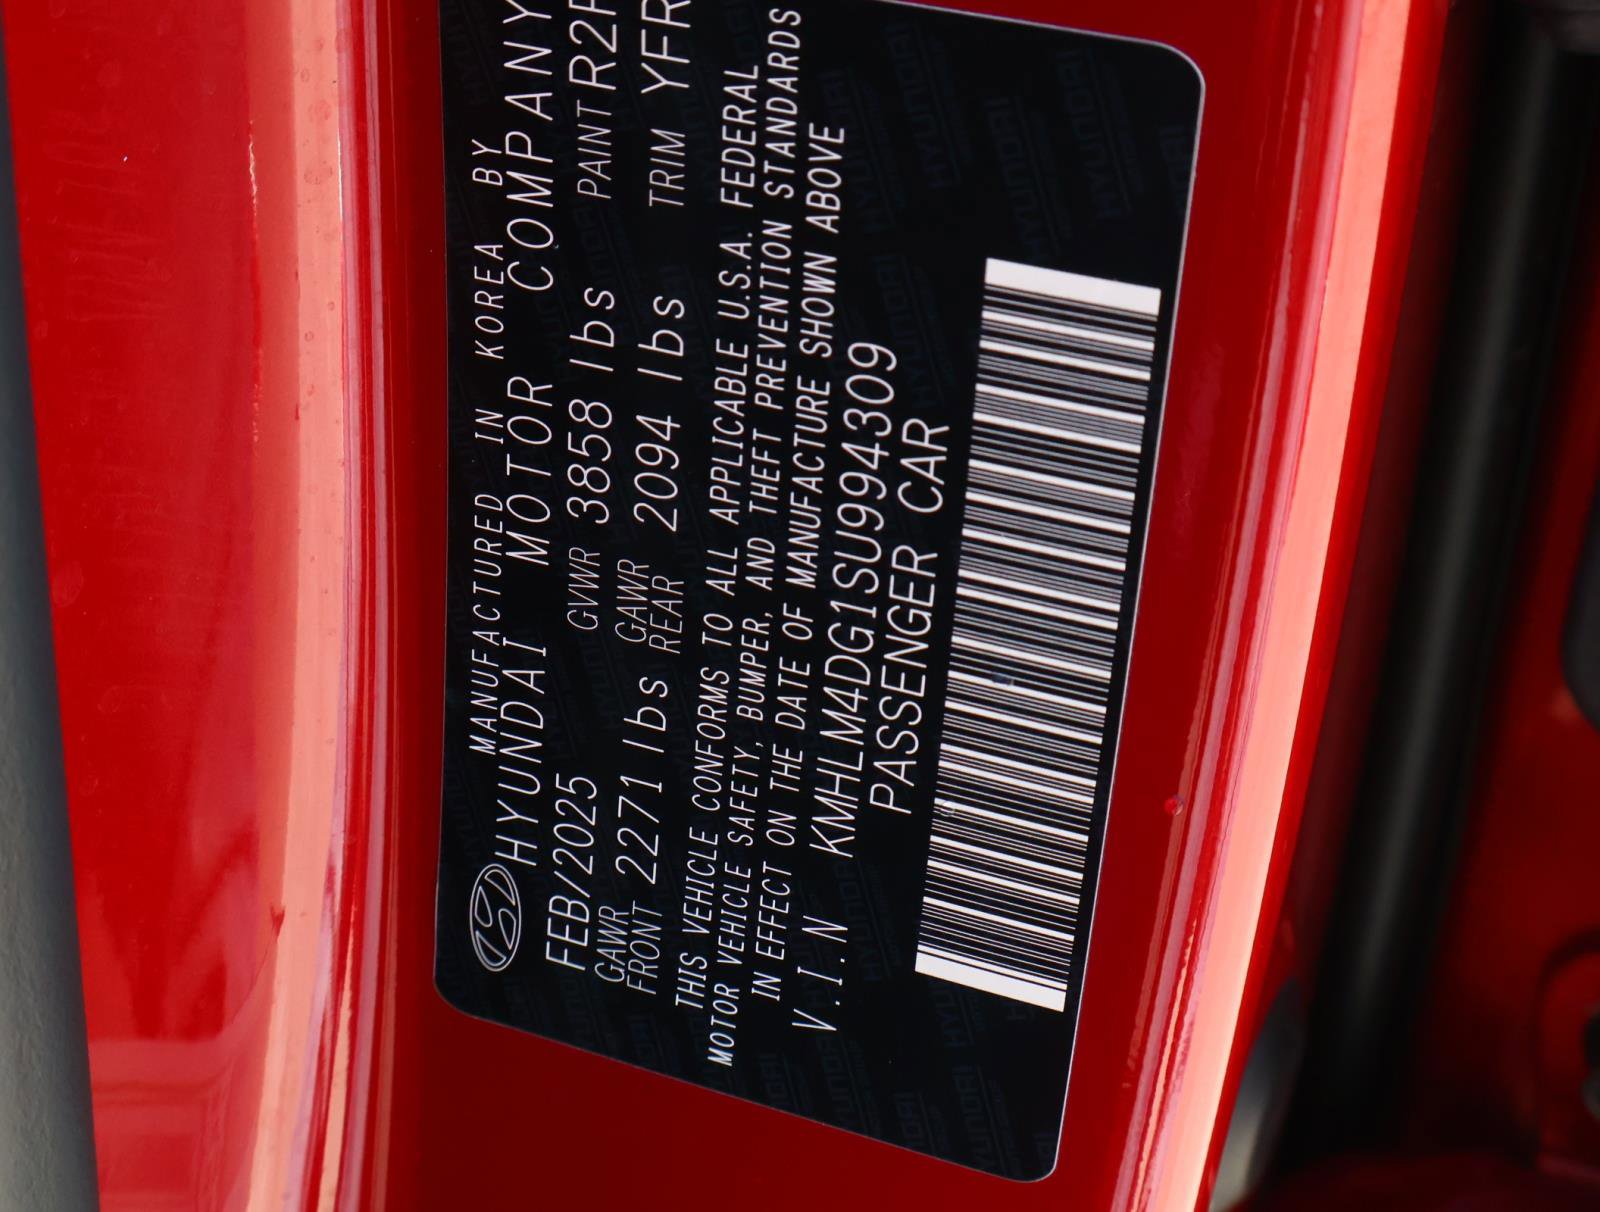 MANUFACTURED IN KOREA BY
HYUNDAI MOTOR COMPANY
FEB/2025 GVWR 3858 lbs PAINT R2P
GAWR FRONT 2271 lbs GAWR REAR 2094 lbs TRIM YFR
THIS VEHICLE CONFORMS TO ALL APPLICABLE U.S.A. FEDERAL
MOTOR VEHICLE SAFETY, BUMPER, AND THEFT PREVENTION STANDARDS
IN EFFECT ON THE DATE OF MANUFACTURE SHOWN ABOVE
V.I.N KMHLM4DG1SU994309
PASSENGER CAR